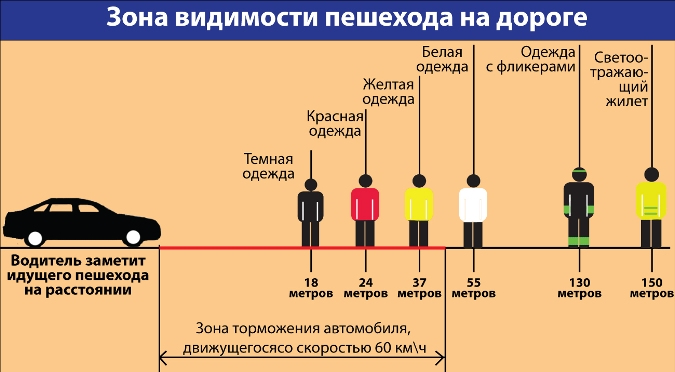 Зона видимости пешехода на дороге
Темная
одежда
Красная
одежда
Желтая
одежда
Белая
одежда
Одежда
с фликерами
Светоо-
тражаю-
щий
жилет
Водитель заметит
идущего пешехода
на расстоянии
18
метров
24
метров
37
метров
55
метров
130
метров
150
метров
Зона торможения автомобиля,
движущегосясо скоростью 60 км\ч